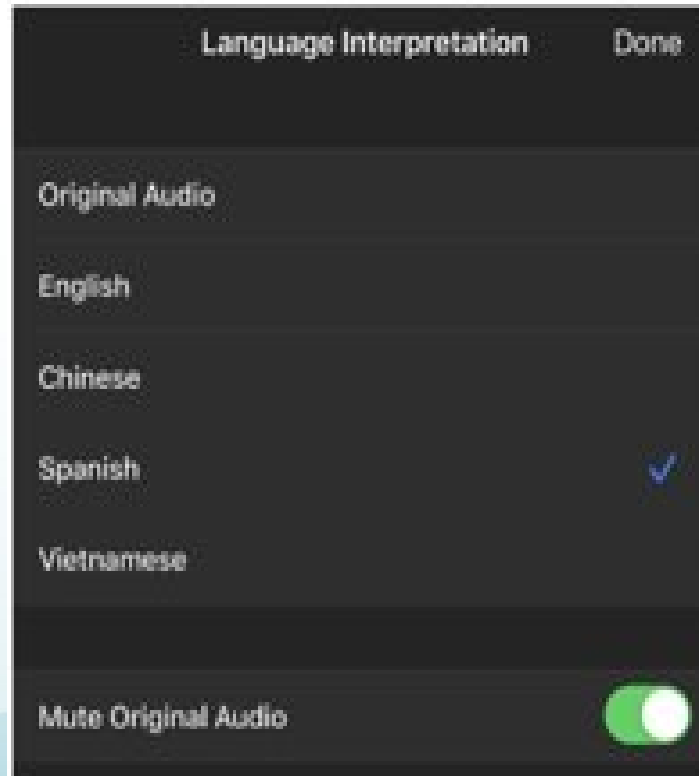 Language Interpretation Done
Original Audio
English
Chinese
Spanish
Vietnamese
Mute Original Audio